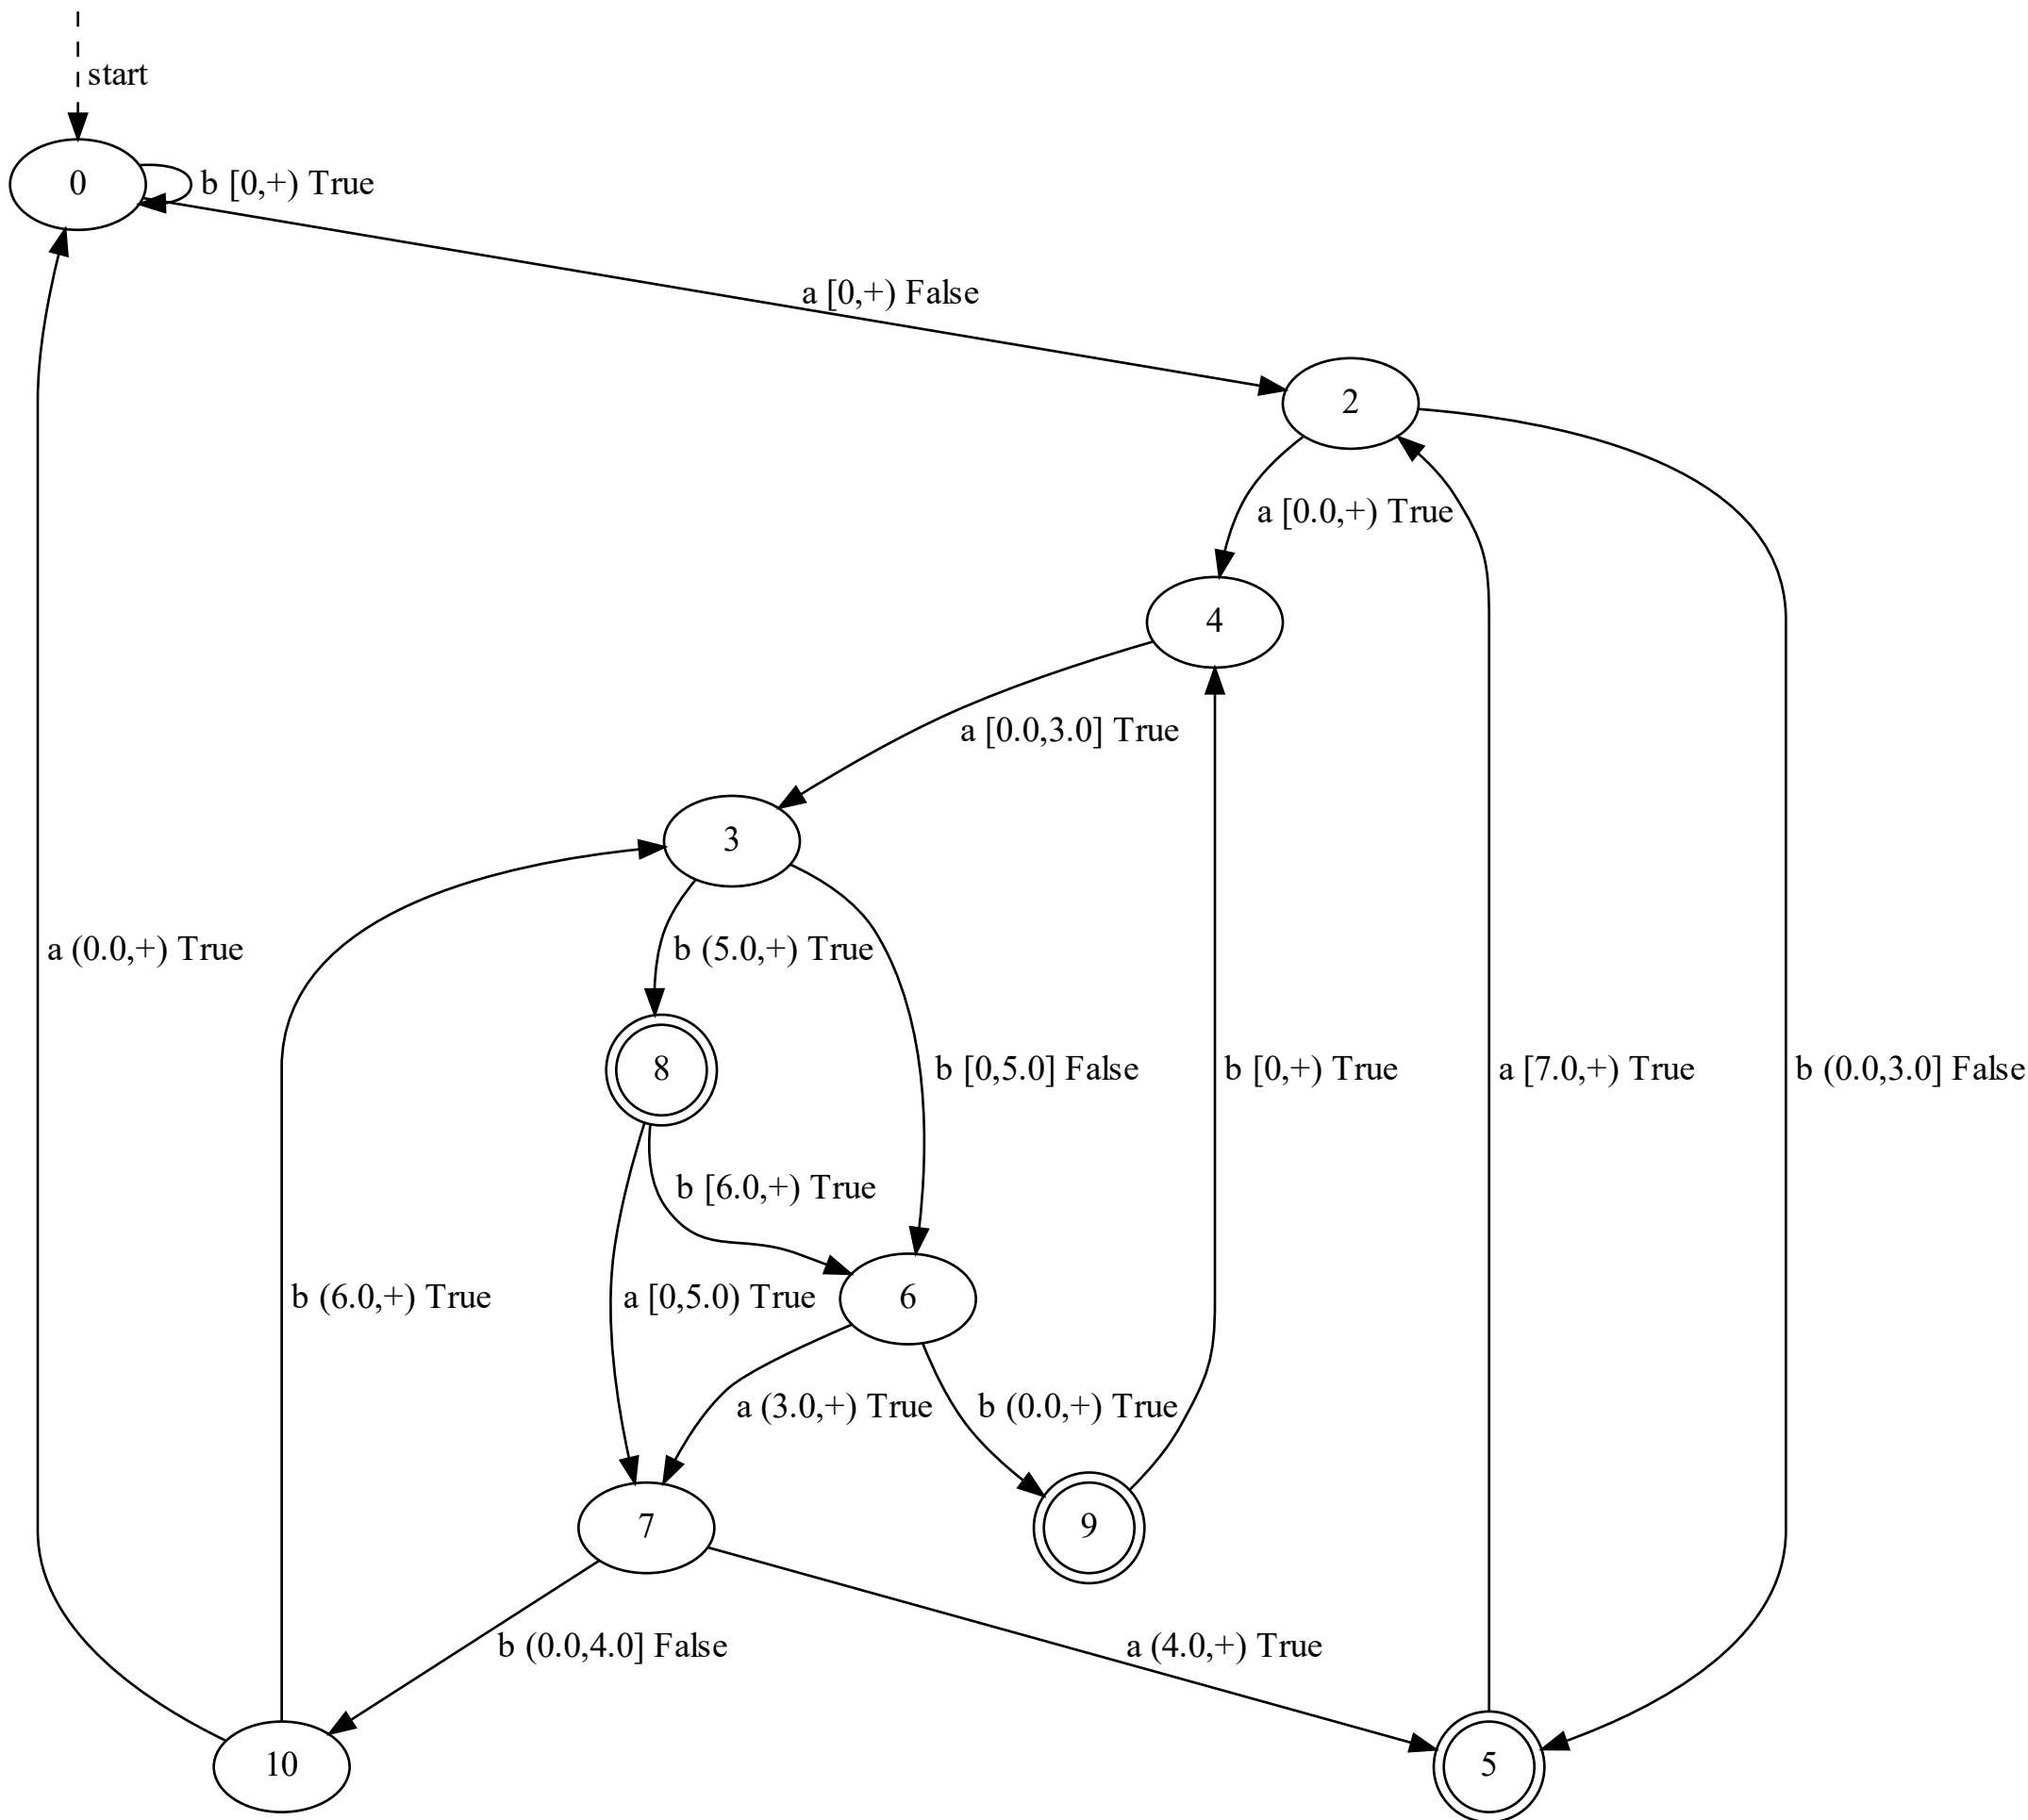 start
0
b [0,+) True
a [0,+) False
2
a [0.0,+) True
4
a [0.0,3.0] True
3
a (0.0,+) True
b (5.0,+) True
8
b [0,5.0] False
b [0,+) True
a [7.0,+) True
b (0.0,3.0] False
b [6.0,+) True
b (6.0,+) True
a [0,5.0) True
6
a (3.0,+) True
b (0.0,+) True
7
9
b (0.0,4.0] False
a (4.0,+) True
10
5